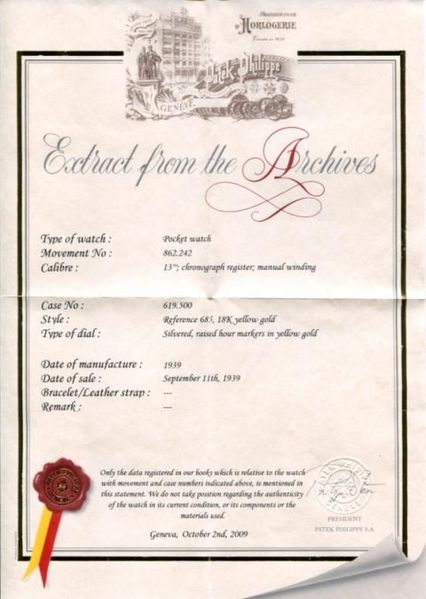 MANUFACTURE
D'HORLOGERIE
Patek Philippe
GENÈVE
Extract from the Archives
Type of watch : Pocket watch
Movement No : 862.242
Calibre : 13'''; chronograph register; manual winding
Case No : 619.500
Style : Reference 685, 18K yellow gold
Type of dial : Silvered, raised hour markers in yellow gold
Date of manufacture : 1939
Date of sale : September 11th, 1939
Bracelet/Leather strap : ---
Remark : ---
Only the data registered in our books which is relative to the watch
with movement and case numbers indicated above, is mentioned in
this statement. We do not take position regarding the authenticity
of the watch in its current condition, or its components or the
materials used.
Geneva, October 2nd, 2009
PRESIDENT
PATEK PHILIPPE S.A